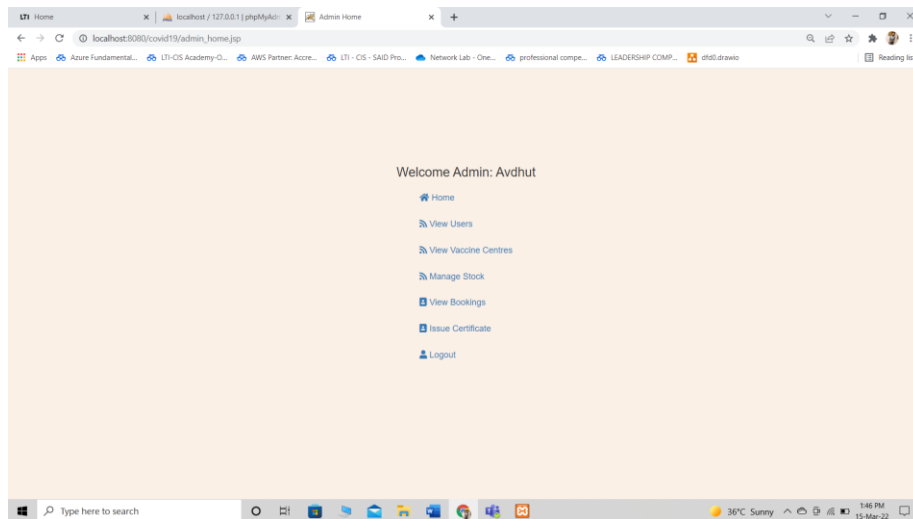 LTI Home
localhost / 127.0.0.1 | phpMyAdm
Admin Home
localhost:8080/covid19/admin_home.jsp
Apps Azure Fundamental... LTI-CIS Academy-O... AWS Partner: Accre... LTI - CIS - SAID Pro... Network Lab - One... professional compe... LEADERSHIP COMP... dfd0.drawio Reading lis
Welcome Admin: Avdhut
Home
View Users
View Vaccine Centres
Manage Stock
View Bookings
Issue Certificate
Logout
Type here to search
36°C Sunny
1:46 PM
15-Mar-22